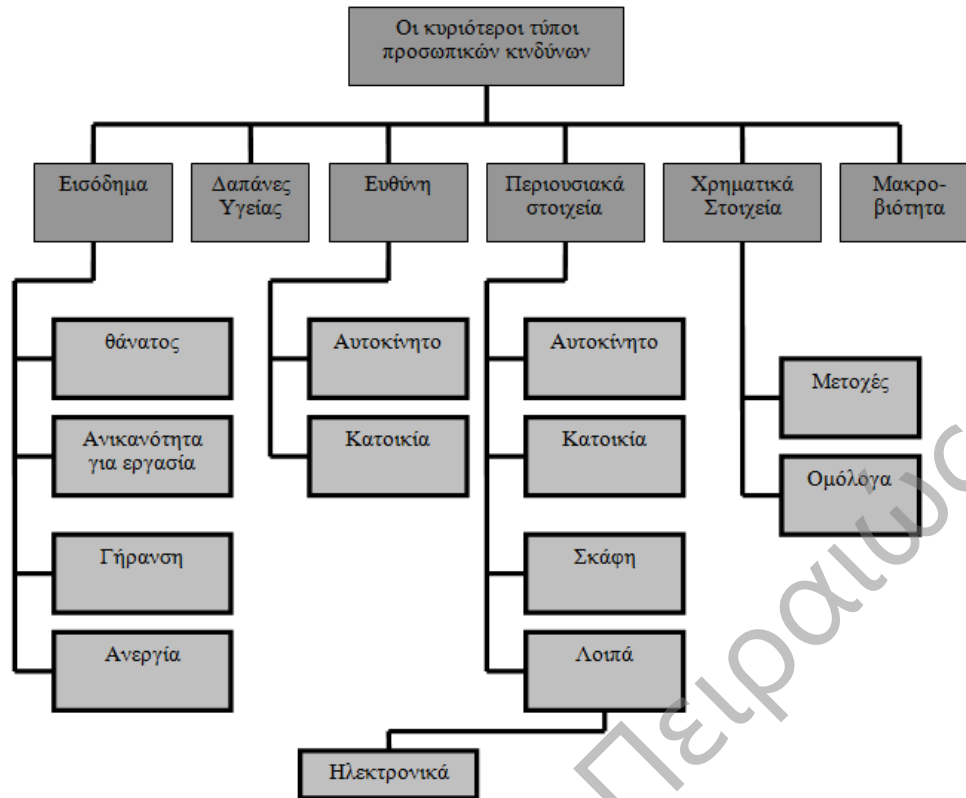 Οι κυριότεροι τύποι
προσωπικών κινδύνων
Εισόδημα
Δαπάνες
Υγείας
Ευθύνη
Περιουσιακά
στοιχεία
Χρηματικά
Στοιχεία
Μακρο-
βιότητα
θάνατος
Ανικανότητα
για εργασία
Γήρανση
Ανεργία
Αυτοκίνητο
Κατοικία
Αυτοκίνητο
Κατοικία
Σκάφη
Λοιπά
Ηλεκτρονικά
Μετοχές
Ομόλογα
Πειραιώς